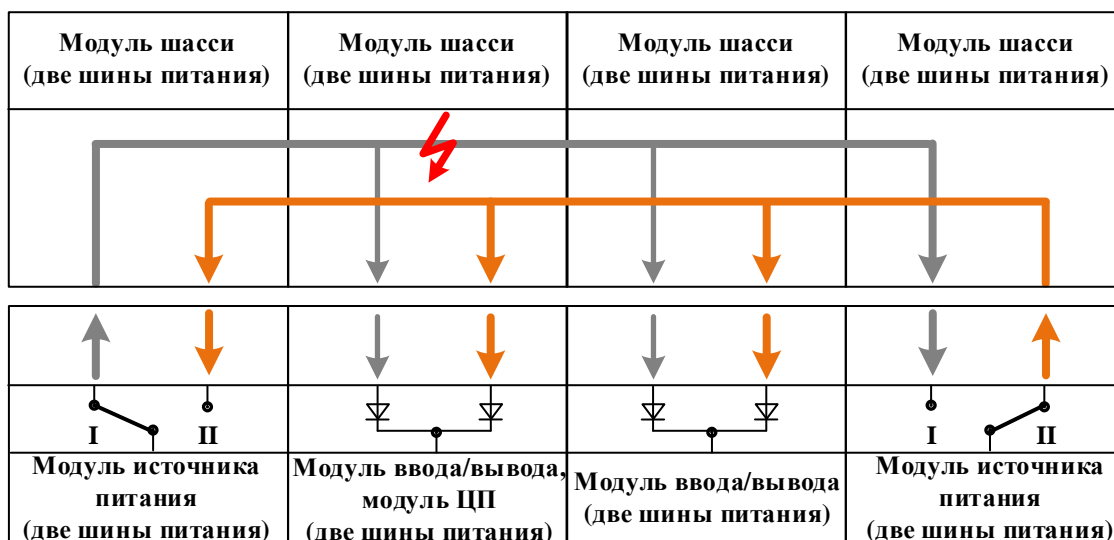 Модуль шасси
(две шины питания)
Модуль шасси
(две шины питания)
Модуль шасси
(две шины питания)
Модуль шасси
(две шины питания)
I
II
I
II
Модуль источника
питания
(две шины питания)
Модуль ввода/вывода,
модуль ЦП
(две шины питания)
Модуль ввода/вывода
(две шины питания)
Модуль источника
питания
(две шины питания)